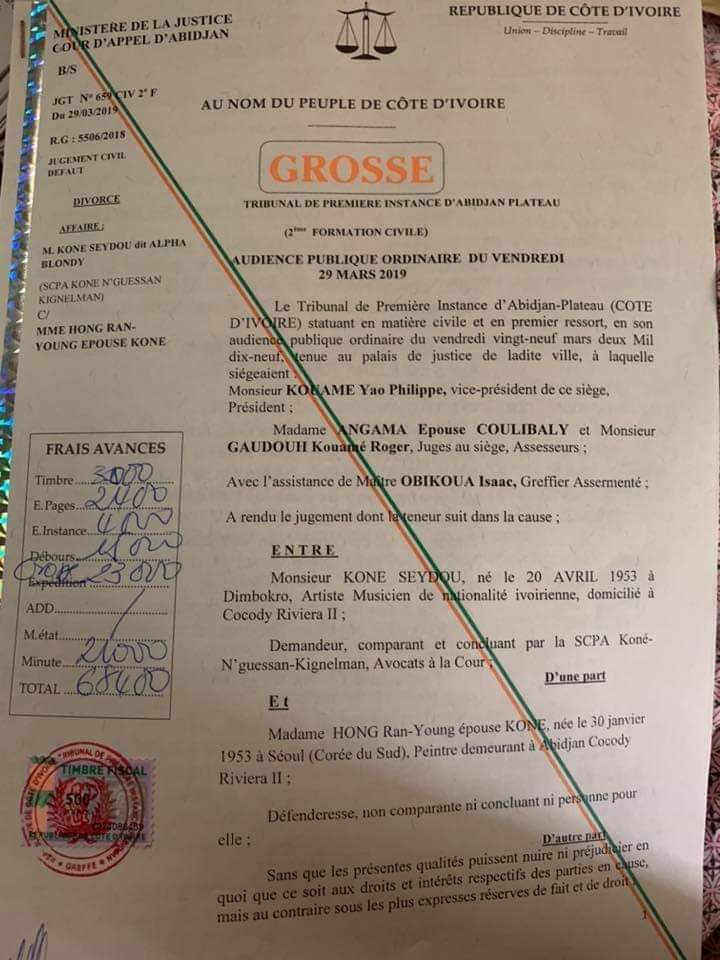 MINISTERE DE LA JUSTICE
COUR D'APPEL D'ABIDJAN
B/S
JGT N° 659 CIV 2e F
Du 29/03/2019
R.G : 5506/2018
JUGEMENT CIVIL
DEFAUT
DIVORCE
AFFAIRE :
M. KONE SEYDOU dit ALPHA
BLONDY
(SCPA KONE N'GUESSAN
KIGNELMAN)
C/
MME HONG RAN-
YOUNG EPOUSE KONE
FRAIS AVANCES
Timbre 3000
E.Pages 2400
E.Instance 4000
Débours
Expédition 23 000
ADD
M.état
Minute 21000
TOTAL 68400
TIMBRE FISCAL
500
GREFFE
REPUBLIQUE DE CÔTE D'IVOIRE
Union – Discipline – Travail
AU NOM DU PEUPLE DE CÔTE D'IVOIRE
GROSSE
TRIBUNAL DE PREMIERE INSTANCE D'ABIDJAN PLATEAU
(2ème FORMATION CIVILE)
AUDIENCE PUBLIQUE ORDINAIRE DU VENDREDI
29 MARS 2019
Le Tribunal de Première Instance d'Abidjan-Plateau (COTE
D'IVOIRE) statuant en matière civile et en premier ressort, en son
audience publique ordinaire du vendredi vingt-neuf mars deux Mil
dix-neuf, tenue au palais de justice de ladite ville, à laquelle
siégeaient :
Monsieur KOUAME Yao Philippe, vice-président de ce siège,
Président ;
Madame ANGAMA Epouse COULIBALY et Monsieur
GAUDOUH Kouamé Roger, Juges au siège, Assesseurs ;
Avec l'assistance de Maître OBIKOUA Isaac, Greffier Assermenté ;
A rendu le jugement dont la teneur suit dans la cause ;
ENTRE
Monsieur KONE SEYDOU, né le 20 AVRIL 1953 à
Dimbokro, Artiste Musicien de nationalité ivoirienne, domicilié à
Cocody Riviera II ;
Demandeur, comparant et concluant par la SCPA Koné-
N'guessan-Kignelman, Avocats à la Cour ;
D'une part
Et
Madame HONG Ran-Young épouse KONE, née le 30 janvier
1953 à Séoul (Corée du Sud), Peintre demeurant à Abidjan Cocody
Riviera II ;
Défenderesse, non comparante ni concluant ni personne pour
elle ;
D'autre part
Sans que les présentes qualités puissent nuire ni préjudicier en
quoi que ce soit aux droits et intérêts respectifs des parties en cause,
mais au contraire sous les plus expresses réserves de fait et de droit ;
1